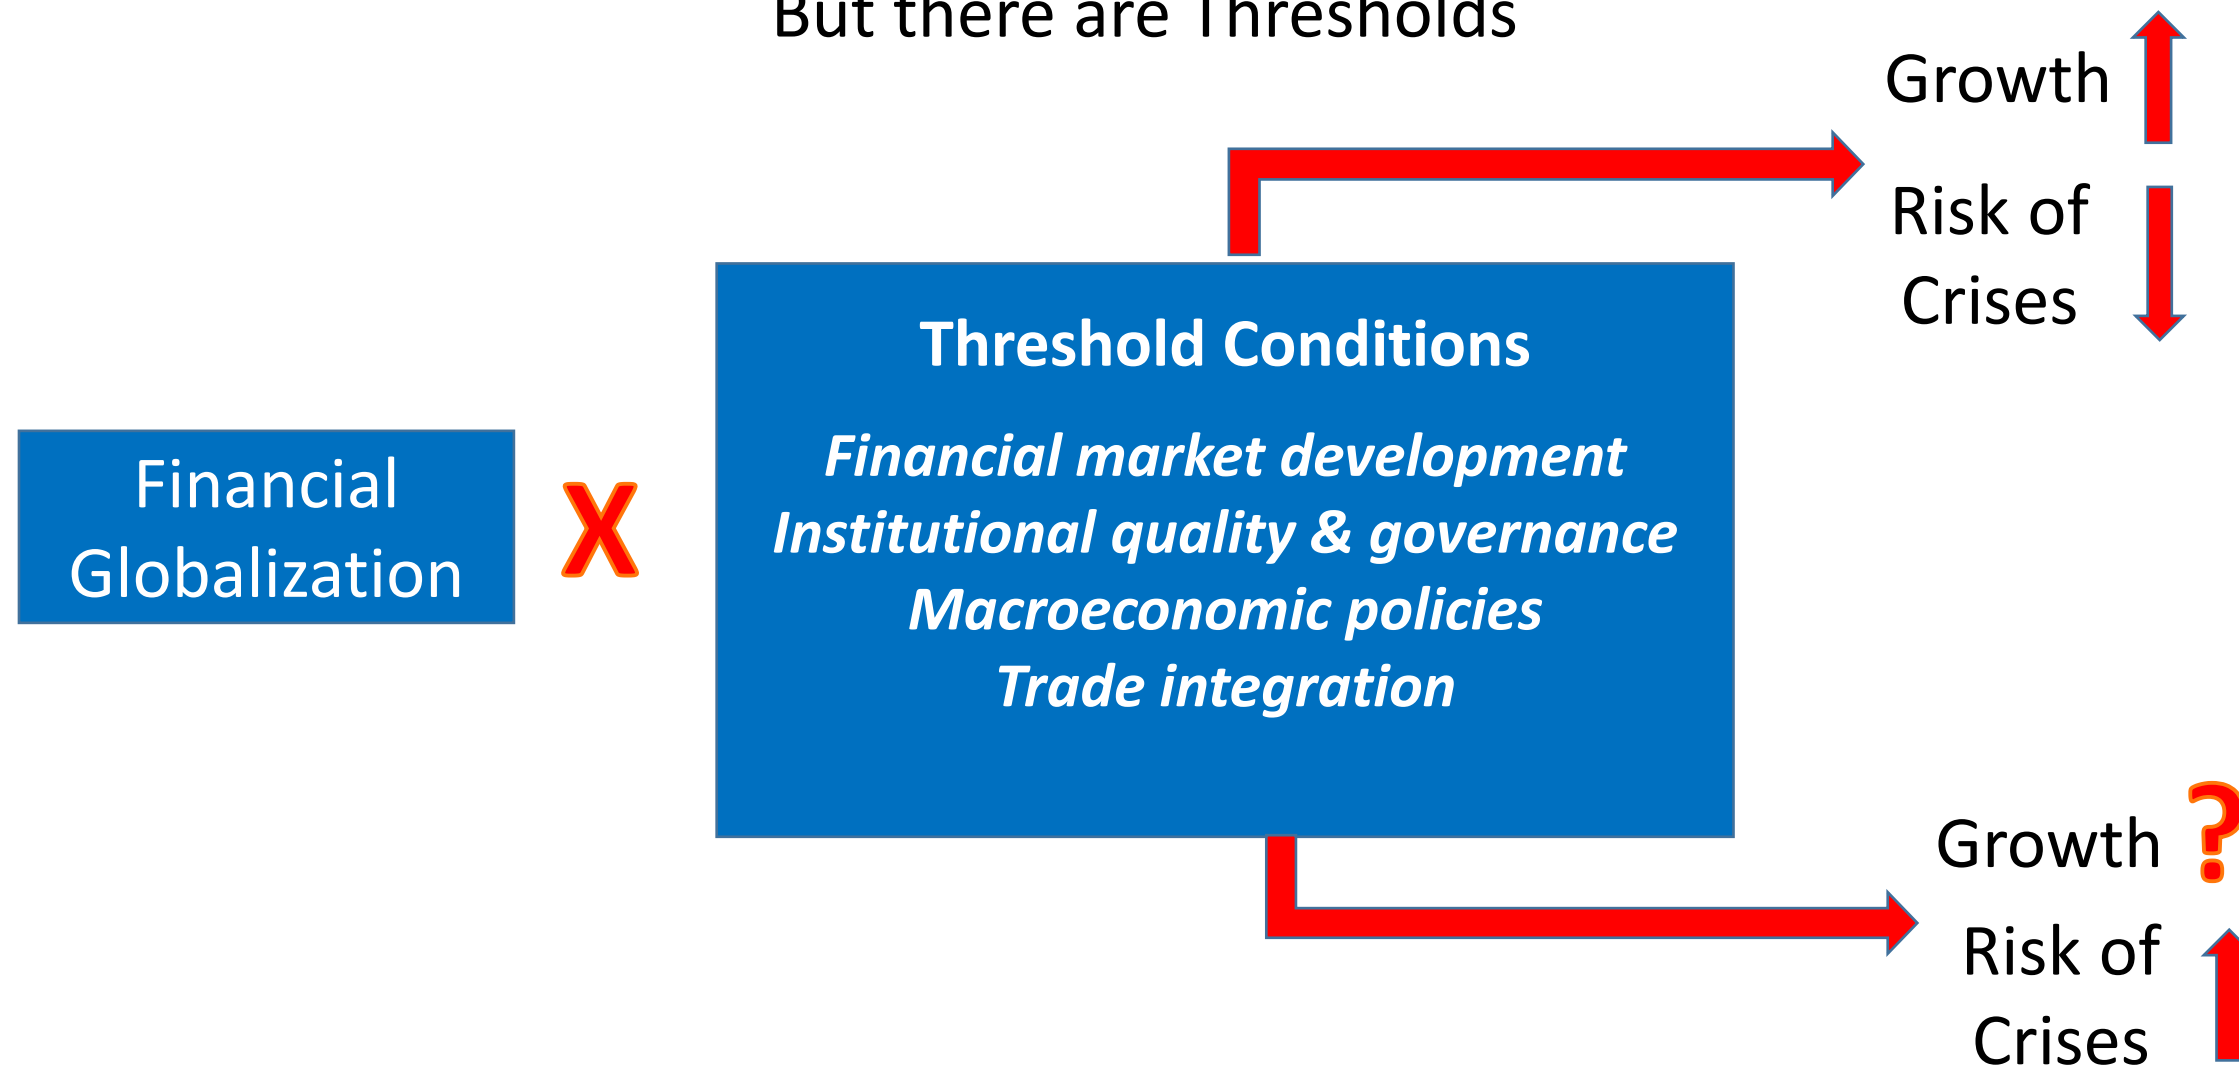 But there are Thresholds
Growth
Risk of
Crises
Threshold Conditions
Financial market development
Institutional quality & governance
Macroeconomic policies
Trade integration
Financial
Globalization
X
Growth ?
Risk of
Crises